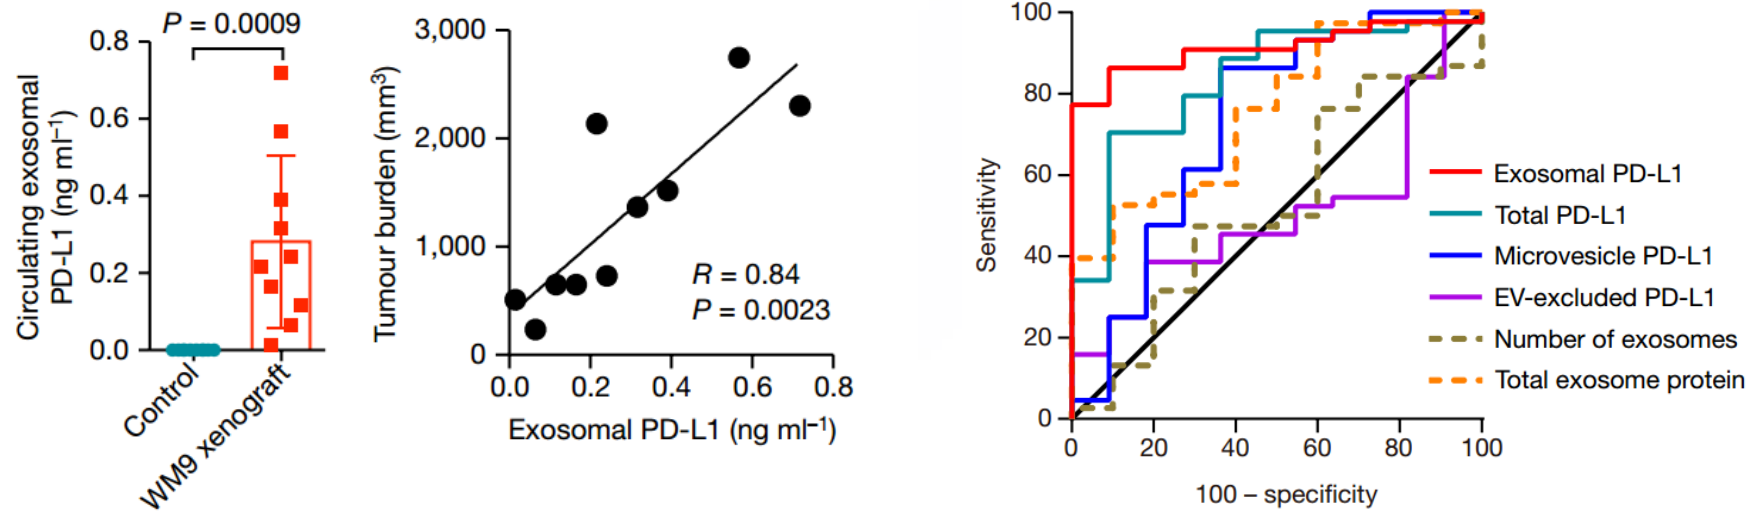 P = 0.0009
Circulating exosomal
PD-L1 (ng ml⁻¹)
0.8
0.6
0.4
0.2
0.0
Control
WM9 xenograft
Tumour burden (mm³)
3,000
2,000
1,000
0
R = 0.84
P = 0.0023
0.0 0.2 0.4 0.6 0.8
Exosomal PD-L1 (ng ml⁻¹)
Sensitivity
100
80
60
40
20
0
0 20 40 60 80 100
100 – specificity
Exosomal PD-L1
Total PD-L1
Microvesicle PD-L1
EV-excluded PD-L1
Number of exosomes
Total exosome protein